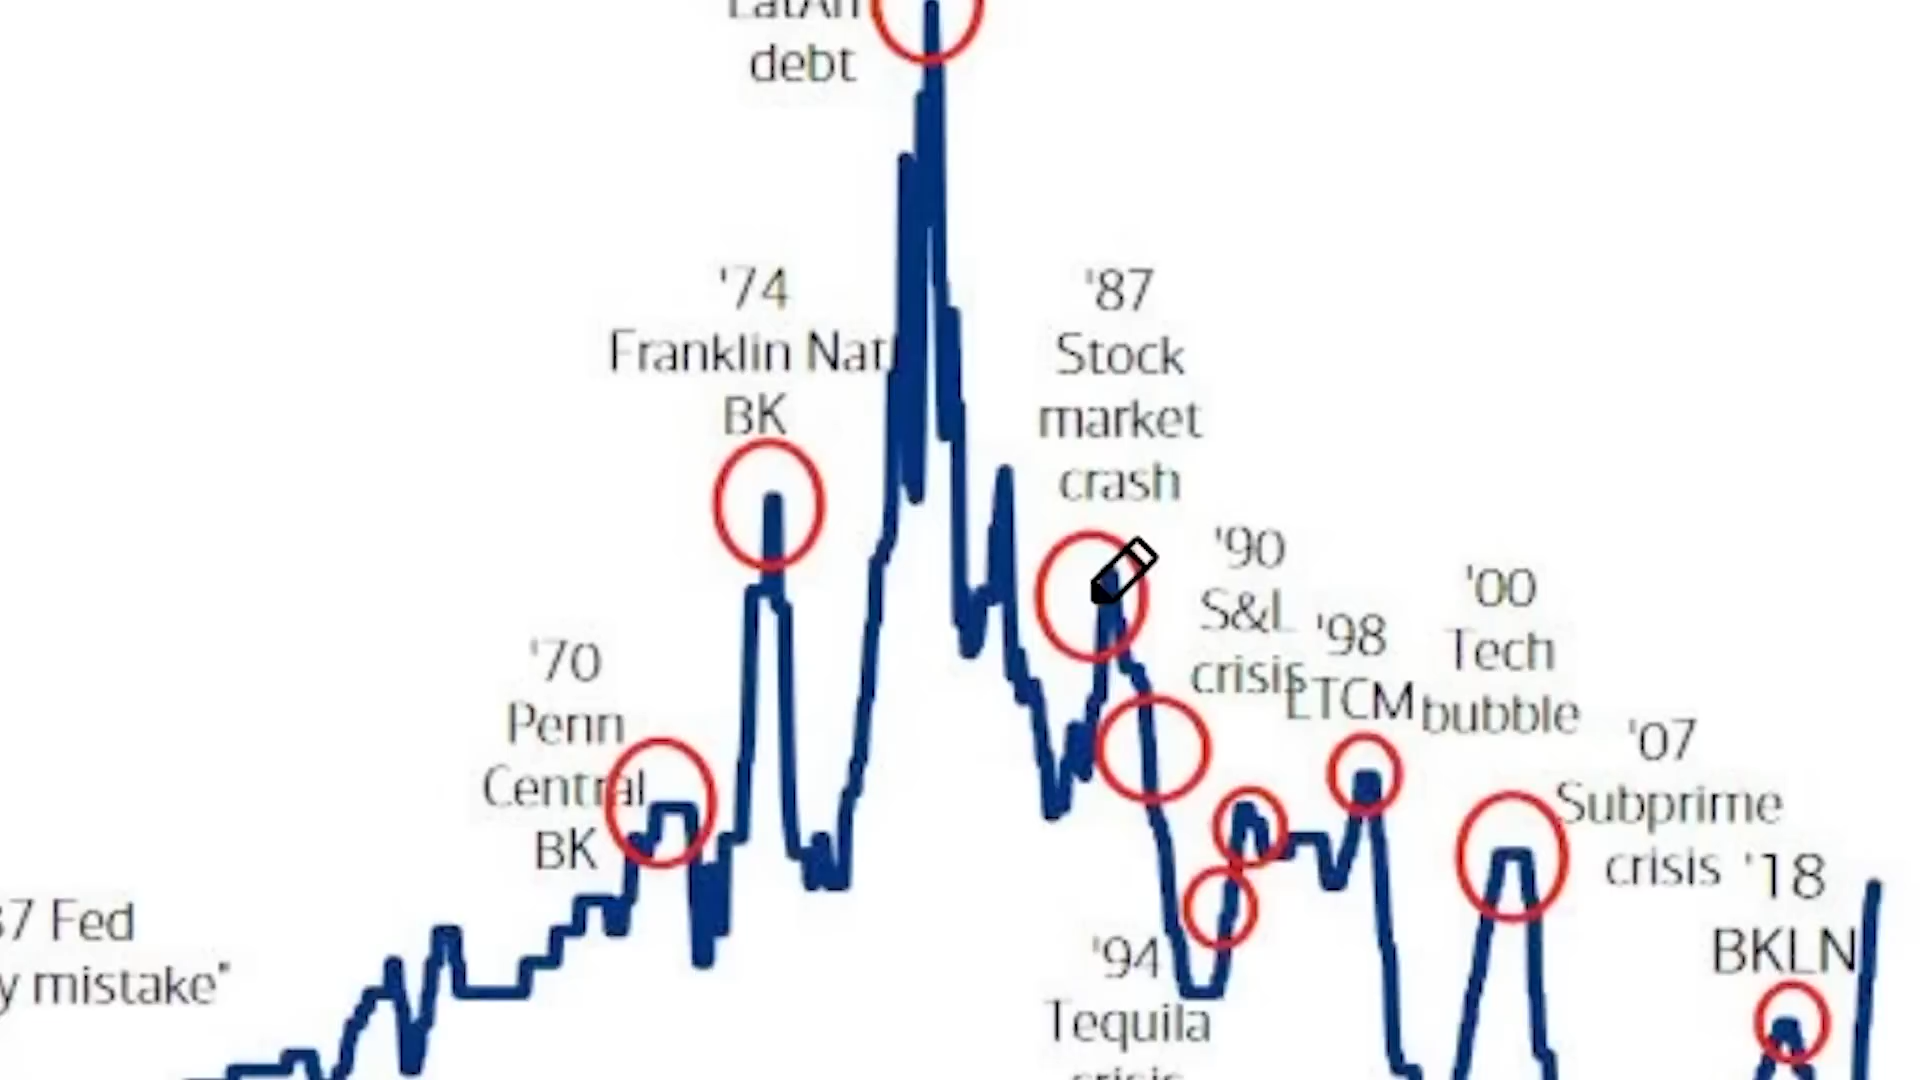 debt
'74
Franklin Nat
BK
'87
Stock
market
crash
'90
S&L
crisis
'98
LTCM
'00
Tech
bubble
'70
Penn
Central
BK
'07
Subprime
crisis
'18
BKLN
7 Fed
y mistake"
'94
Tequila